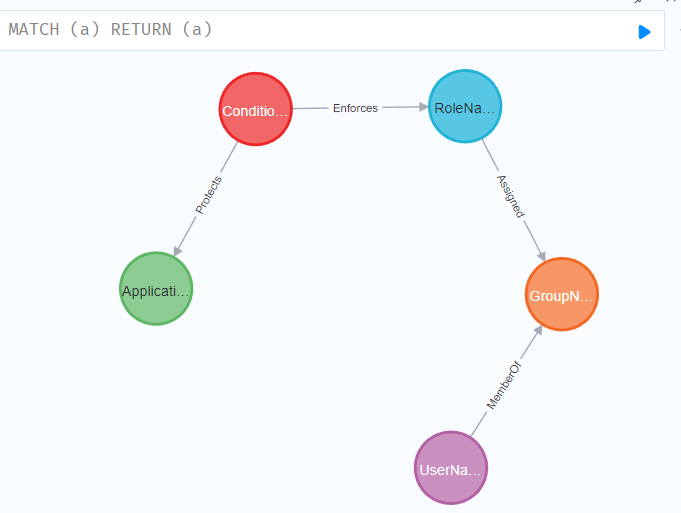 MATCH (a) RETURN (a)
Conditio...
Enforces
RoleNa...
Protects
Assigned
Applicati...
GroupN...
MemberOf
UserNa...